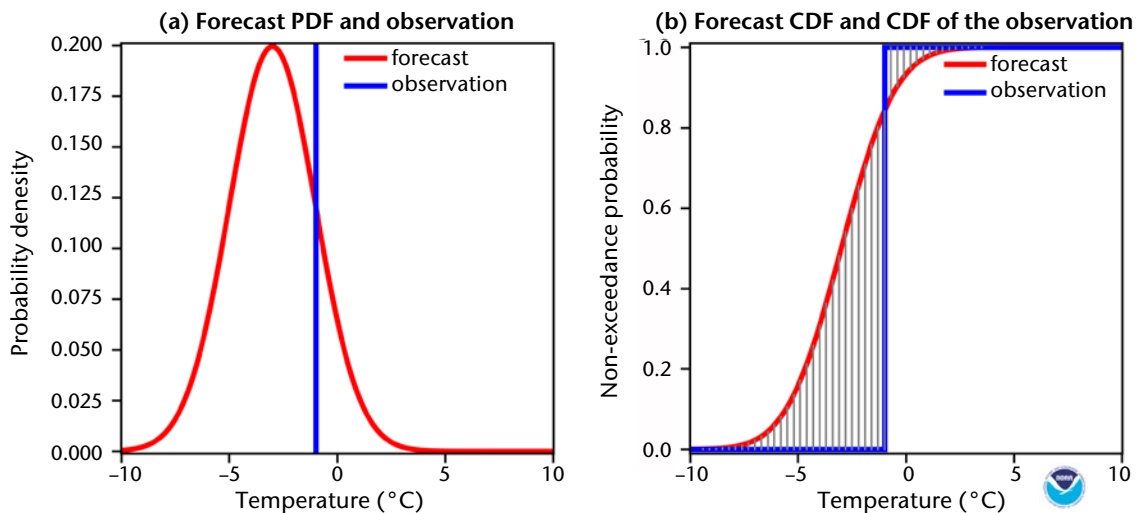 (a) Forecast PDF and observation
0.200
0.175
0.150
0.125
0.100
0.075
0.050
0.025
0.000
Probability denesity
forecast
observation
−10
−5
0
5
10
Temperature (°C)
(b) Forecast CDF and CDF of the observation
1.0
0.8
0.6
0.4
0.2
0.0
Non-exceedance probability
forecast
observation
−10
−5
0
5
10
Temperature (°C)
NOAA